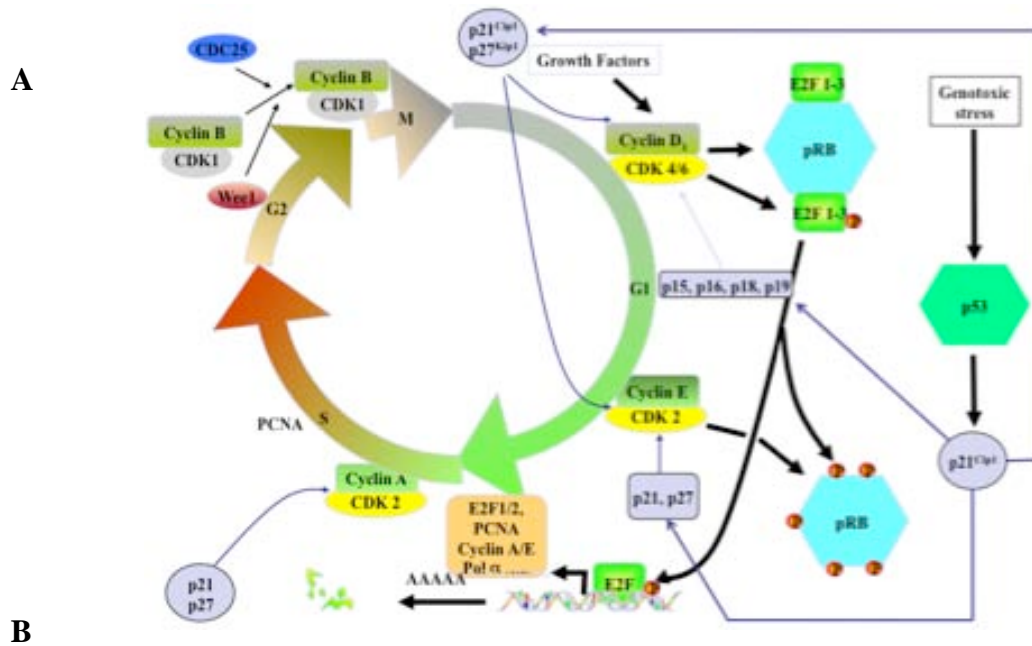 A
p21Cip1
p27Kip1
CDC25
Growth Factors
Cyclin B
CDK1
M
E2F 1-3
Genotoxic
stress
Cyclin B
CDK1
Cyclin D1
CDK 4/6
pRB
Wee1
G2
E2F 1-3
G1
p15, p16, p18, p19
p53
Cyclin E
CDK 2
PCNA
S
p21Cip1
Cyclin A
CDK 2
p21, p27
E2F1/2,
PCNA
Cyclin A/E
Pol α
pRB
p21
p27
AAAAA
E2F
B